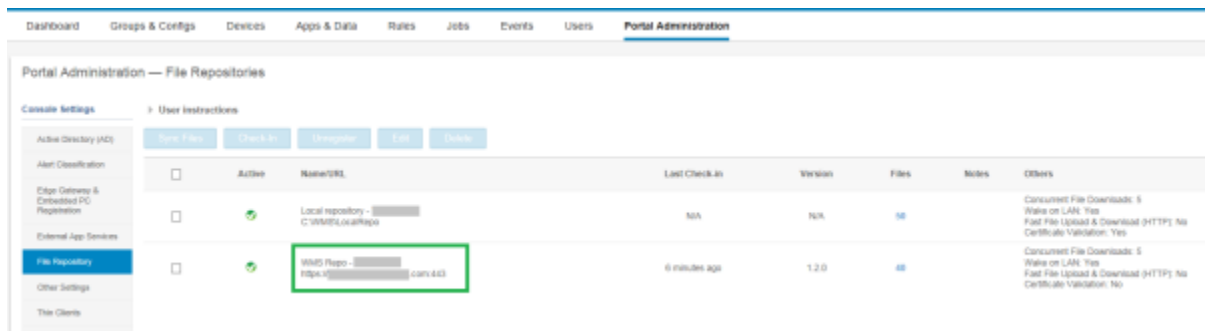 Dashboard Groups & Configs Devices Apps & Data Rules Jobs Events Users Portal Administration
Portal Administration — File Repositories
Console Settings
> User instructions
Active Directory (AD)
Sync Files Check-In Unregister Edit Delete
Alert Classification
Active Name/URL Last Check-in Version Files Notes Others
Edge Gateway &
Embedded PC
Registration
External App Services
File Repository
Other Settings
Thin Clients
Local repository -
C:\WMS\LocalRepo
N/A N/A 50
Concurrent File Downloads: 5
Wake on LAN: Yes
Fast File Upload & Download (HTTP): No
Certificate Validation: Yes
WMS Repo -
https:// .com:443
6 minutes ago 1.2.0
Concurrent File Downloads: 5
Wake on LAN: Yes
Fast File Upload & Download (HTTP): No
Certificate Validation: No